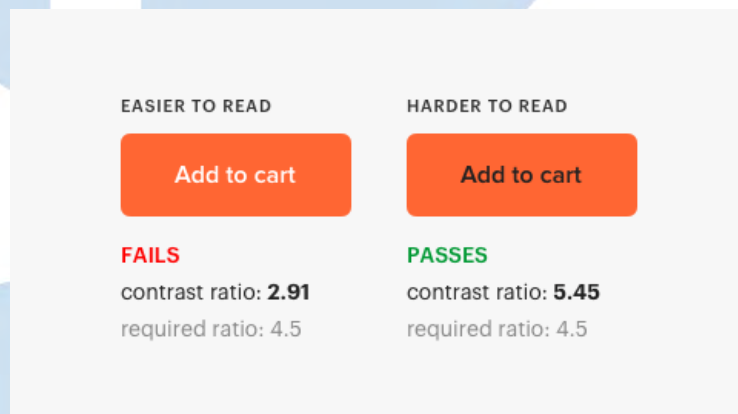 EASIER TO READ
Add to cart
FAILS
contrast ratio: 2.91
required ratio: 4.5
HARDER TO READ
Add to cart
PASSES
contrast ratio: 5.45
required ratio: 4.5